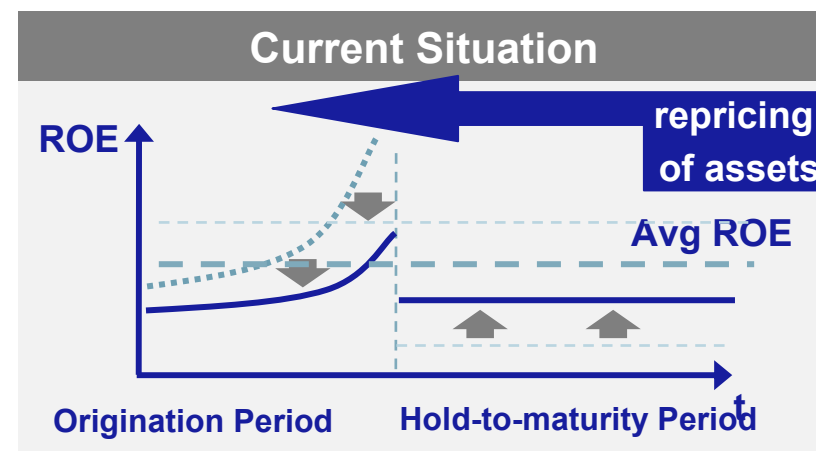 Current Situation
repricing
of assets
ROE
Avg ROE
t
Origination Period
Hold-to-maturity Period